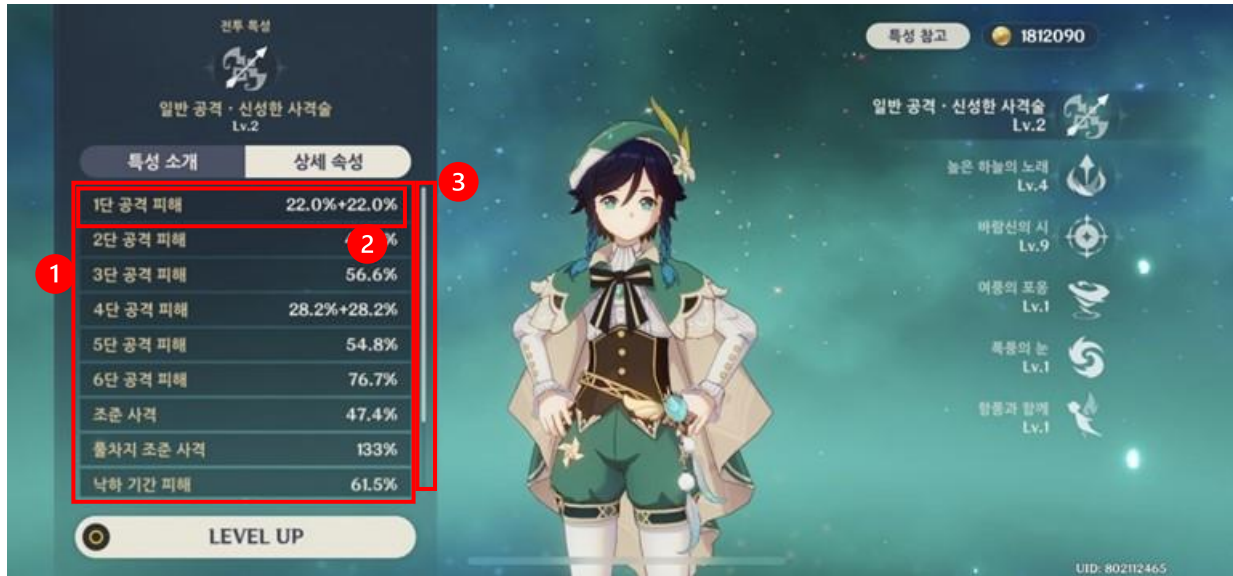 전투 특성
일반 공격 · 신성한 사격술
Lv.2
특성 소개
상세 속성
1단 공격 피해 22.0%+22.0%
2단 공격 피해 %
3단 공격 피해 56.6%
4단 공격 피해 28.2%+28.2%
5단 공격 피해 54.8%
6단 공격 피해 76.7%
조준 사격 47.4%
풀차지 조준 사격 133%
낙하 기간 피해 61.5%
LEVEL UP
1
2
3
특성 참고
1812090
일반 공격 · 신성한 사격술
Lv.2
높은 하늘의 노래
Lv.4
바람신의 시
Lv.9
여풍의 포옹
Lv.1
폭풍의 눈
Lv.1
향풍과 함께
Lv.1
UID: 802112465